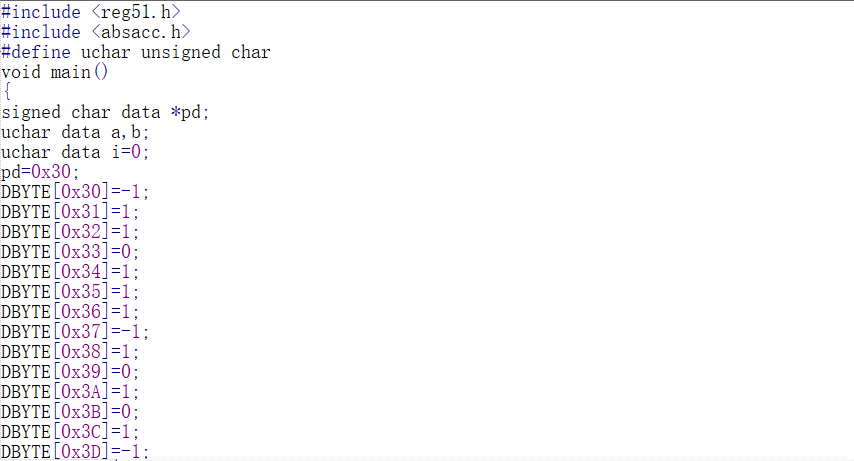 #include <reg51.h>
#include <absacc.h>
#define uchar unsigned char
void main()
{
signed char data *pd;
uchar data a,b;
uchar data i=0;
pd=0x30;
DBYTE[0x30]=-1;
DBYTE[0x31]=1;
DBYTE[0x32]=1;
DBYTE[0x33]=0;
DBYTE[0x34]=1;
DBYTE[0x35]=1;
DBYTE[0x36]=1;
DBYTE[0x37]=-1;
DBYTE[0x38]=1;
DBYTE[0x39]=0;
DBYTE[0x3A]=1;
DBYTE[0x3B]=0;
DBYTE[0x3C]=1;
DBYTE[0x3D]=-1;